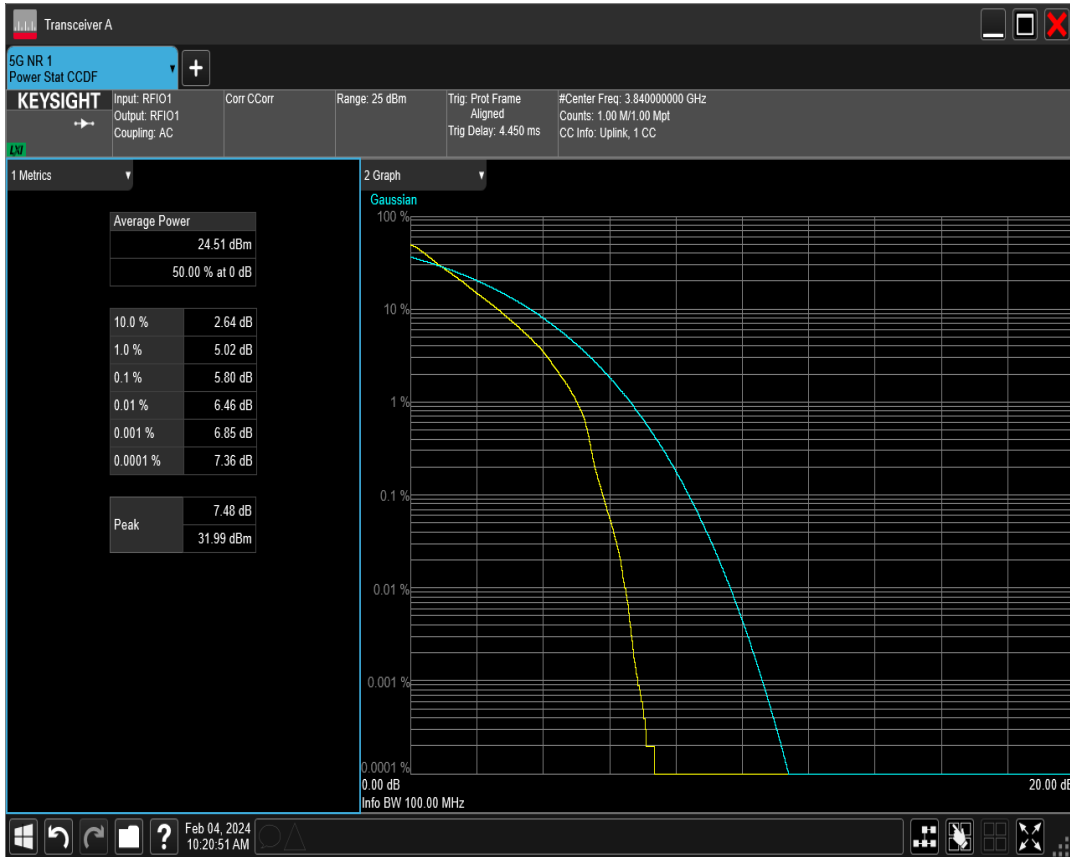 Transceiver A
5G NR 1
Power Stat CCDF
KEYSIGHT
LXI
Input: RFIO1
Output: RFIO1
Coupling: AC
Corr CCorr
Range: 25 dBm
Trig: Prot Frame
Aligned
Trig Delay: 4.450 ms
#Center Freq: 3.840000000 GHz
Counts: 1.00 M/1.00 Mpt
CC Info: Uplink, 1 CC
1 Metrics
Average Power
24.51 dBm
50.00 % at 0 dB
10.0 % 2.64 dB
1.0 % 5.02 dB
0.1 % 5.80 dB
0.01 % 6.46 dB
0.001 % 6.85 dB
0.0001 % 7.36 dB
Peak
7.48 dB
31.99 dBm
2 Graph
Gaussian
100 %
10 %
1 %
0.1 %
0.01 %
0.001 %
0.0001 %
0.00 dB 20.00 dB
Info BW 100.00 MHz
?
Feb 04, 2024
10:20:51 AM